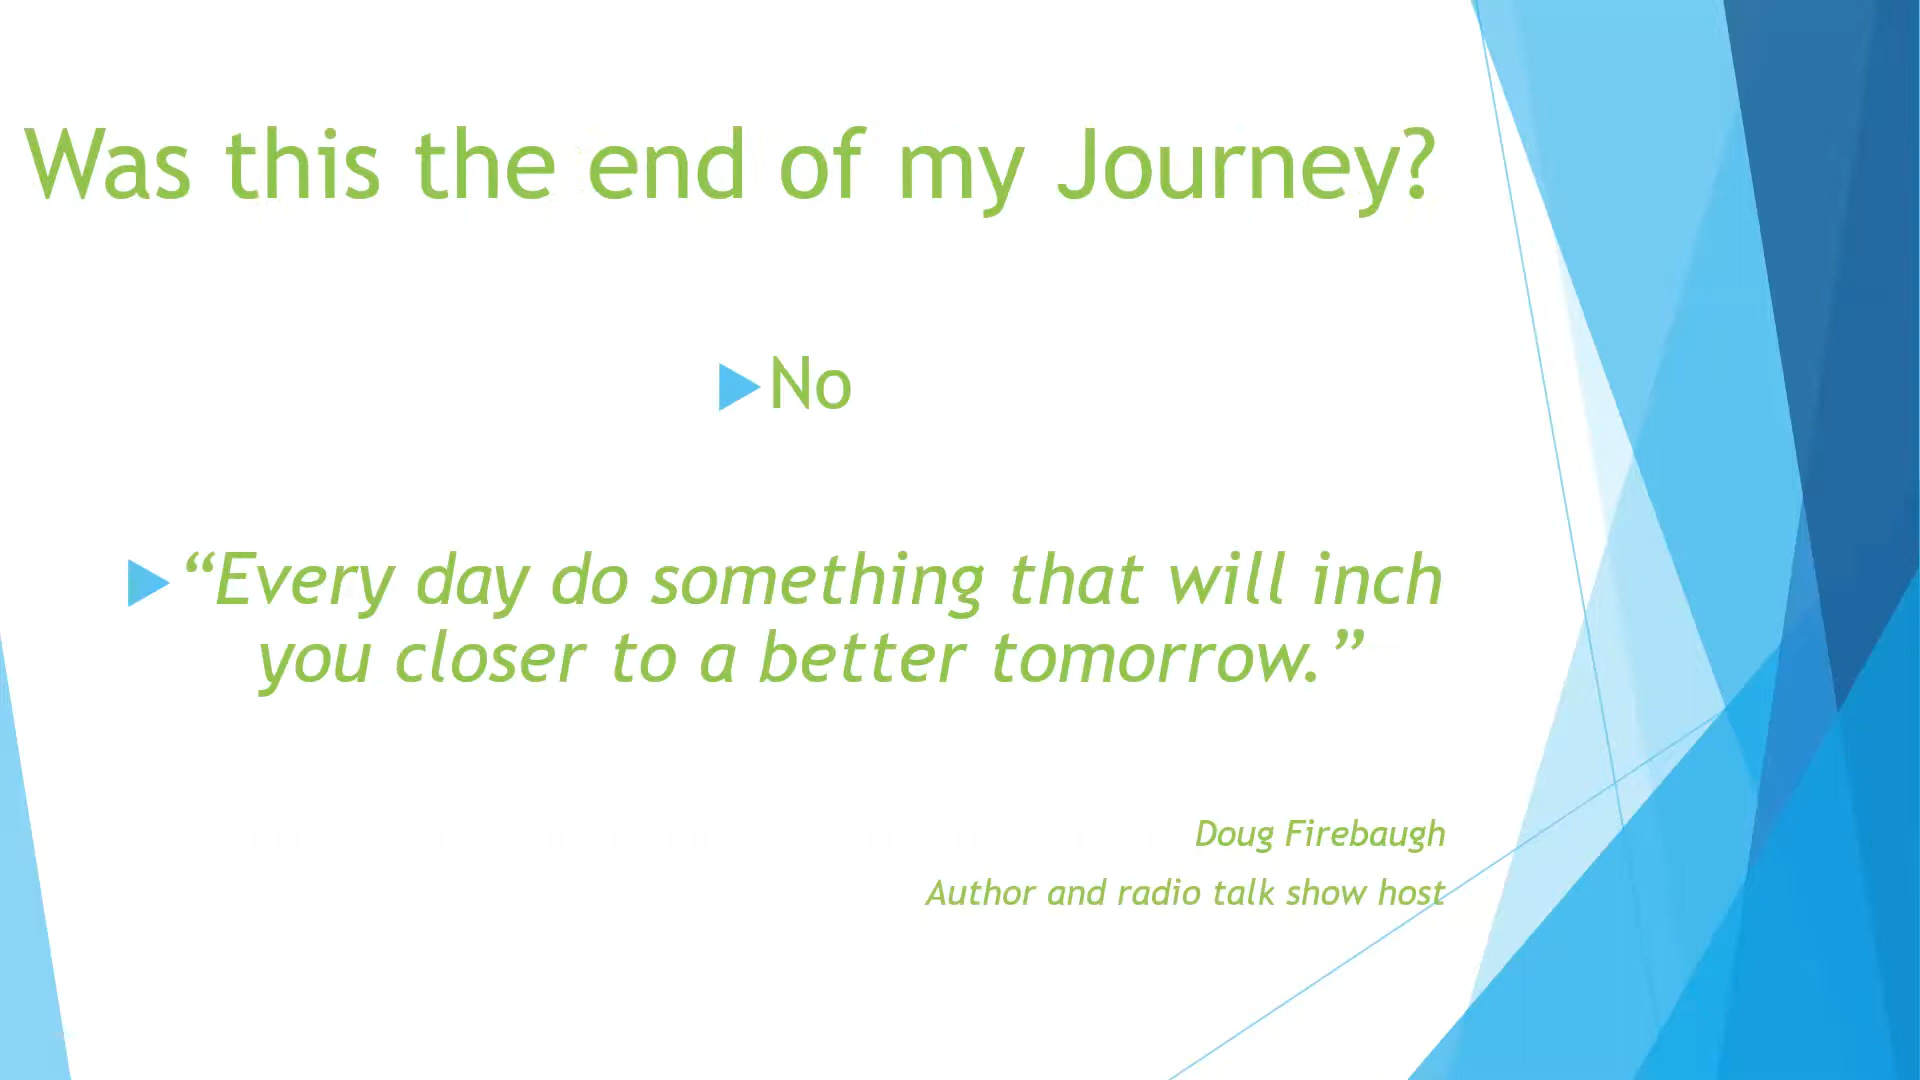 Was this the end of my Journey?
No
“Every day do something that will inch
you closer to a better tomorrow.”
Doug Firebaugh
Author and radio talk show host